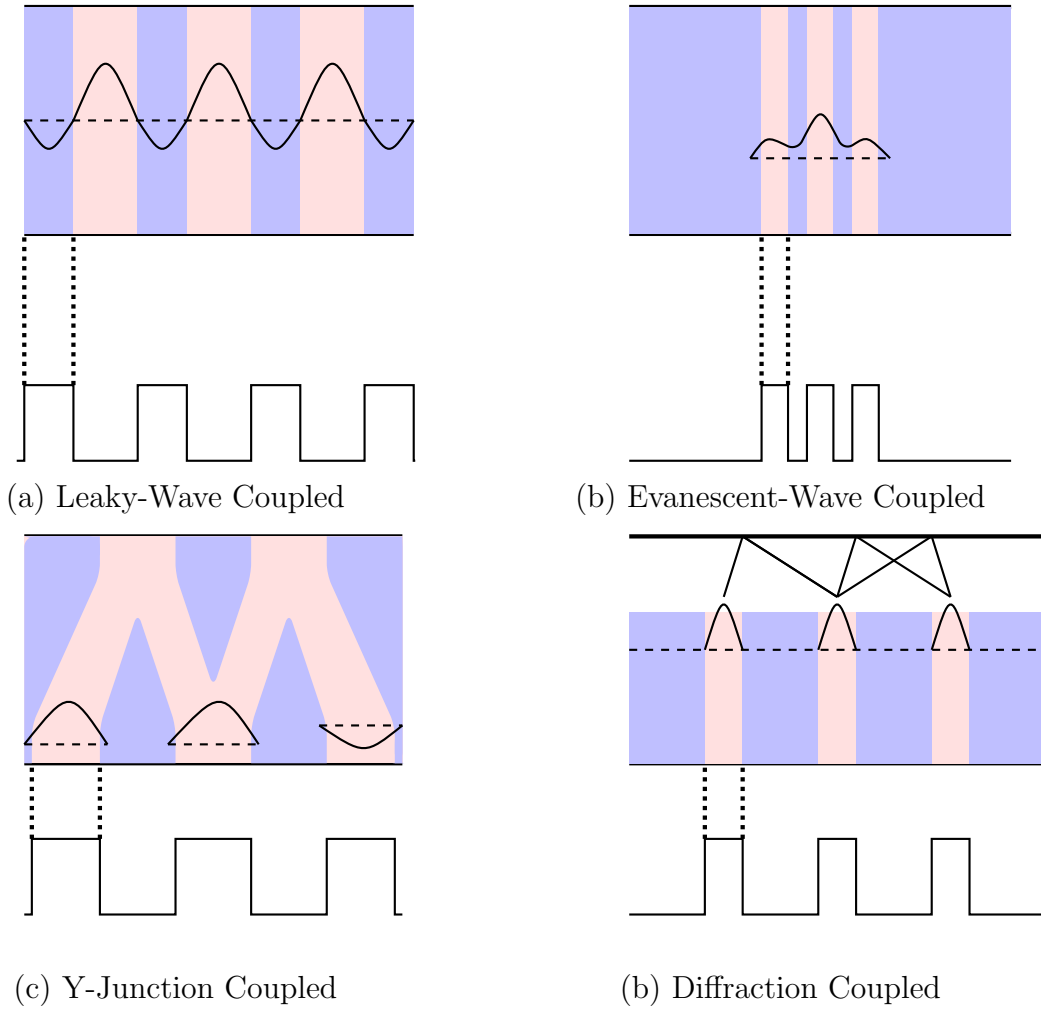 (a) Leaky-Wave Coupled
(b) Evanescent-Wave Coupled
(c) Y-Junction Coupled
(b) Diffraction Coupled